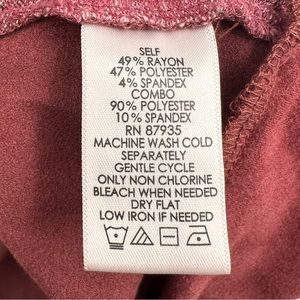 SELF
49% RAYON
47% POLYESTER
4% SPANDEX
COMBO
90% POLYESTER
10% SPANDEX
RN 87935
MACHINE WASH COLD
SEPARATELY
GENTLE CYCLE
ONLY NON CHLORINE
BLEACH WHEN NEEDED
DRY FLAT
LOW IRON IF NEEDED